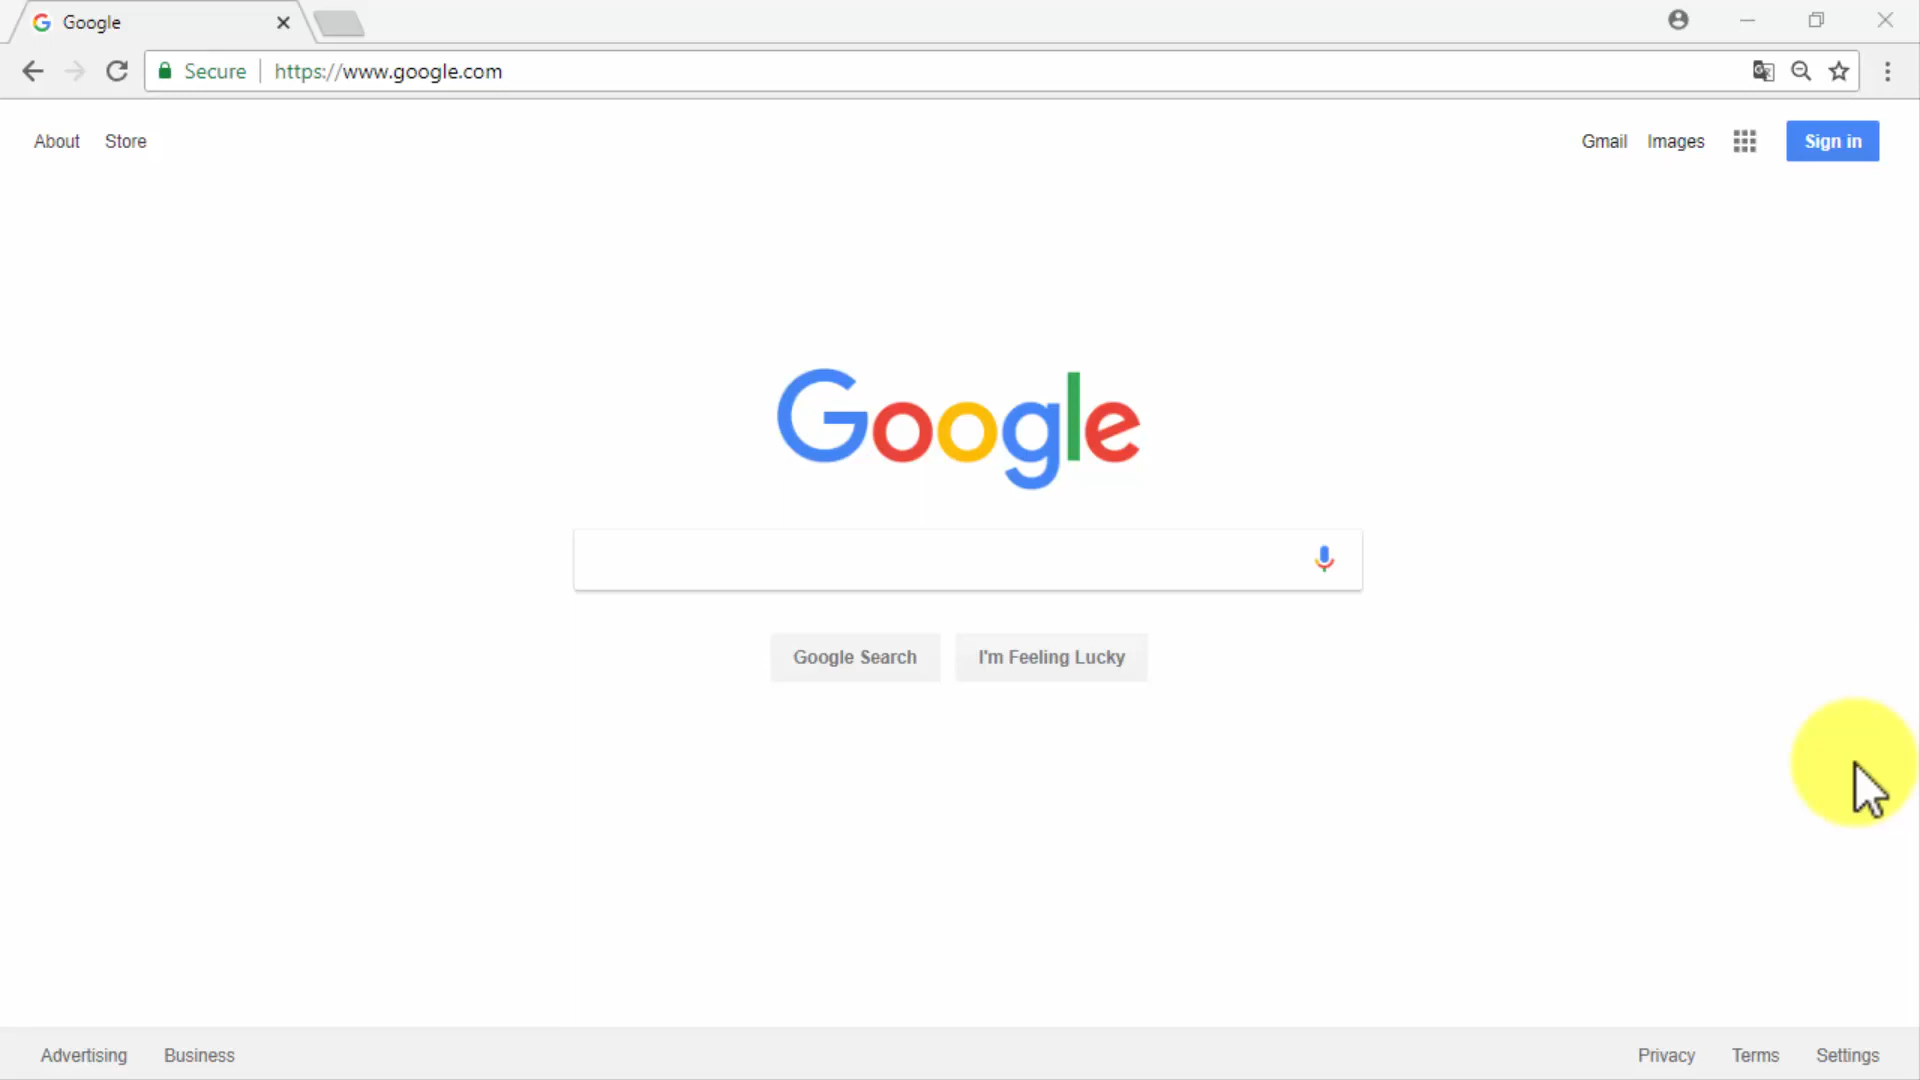 Google
Secure https://www.google.com
About Store Gmail Images Sign in
Google
Google Search I'm Feeling Lucky
Advertising Business Privacy Terms Settings